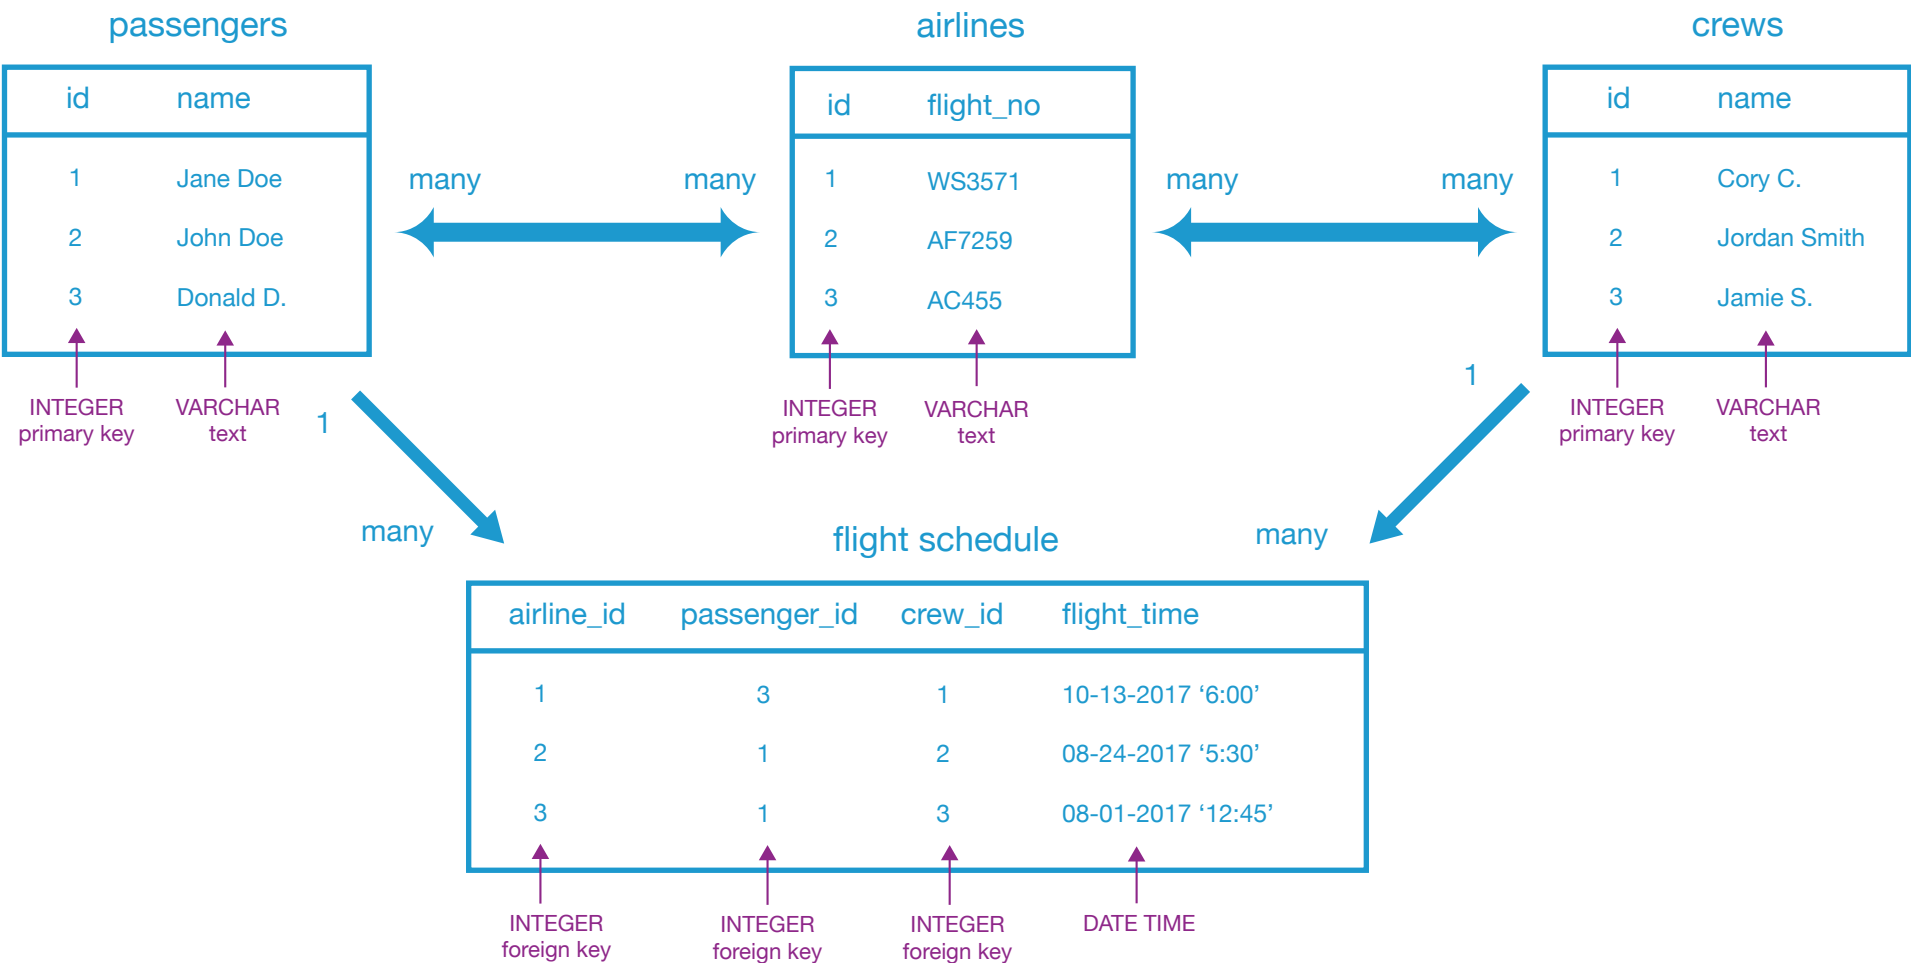 passengers
airlines
crews
id name
1 Jane Doe
2 John Doe
3 Donald D.
INTEGER
primary key
VARCHAR
text
many
many
id flight_no
1 WS3571
2 AF7259
3 AC455
INTEGER
primary key
VARCHAR
text
many
many
id name
1 Cory C.
2 Jordan Smith
3 Jamie S.
INTEGER
primary key
VARCHAR
text
1
many
1
many
flight schedule
airline_id passenger_id crew_id flight_time
1 3 1 10-13-2017 ‘6:00’
2 1 2 08-24-2017 ‘5:30’
3 1 3 08-01-2017 ‘12:45’
INTEGER
foreign key
INTEGER
foreign key
INTEGER
foreign key
DATE TIME